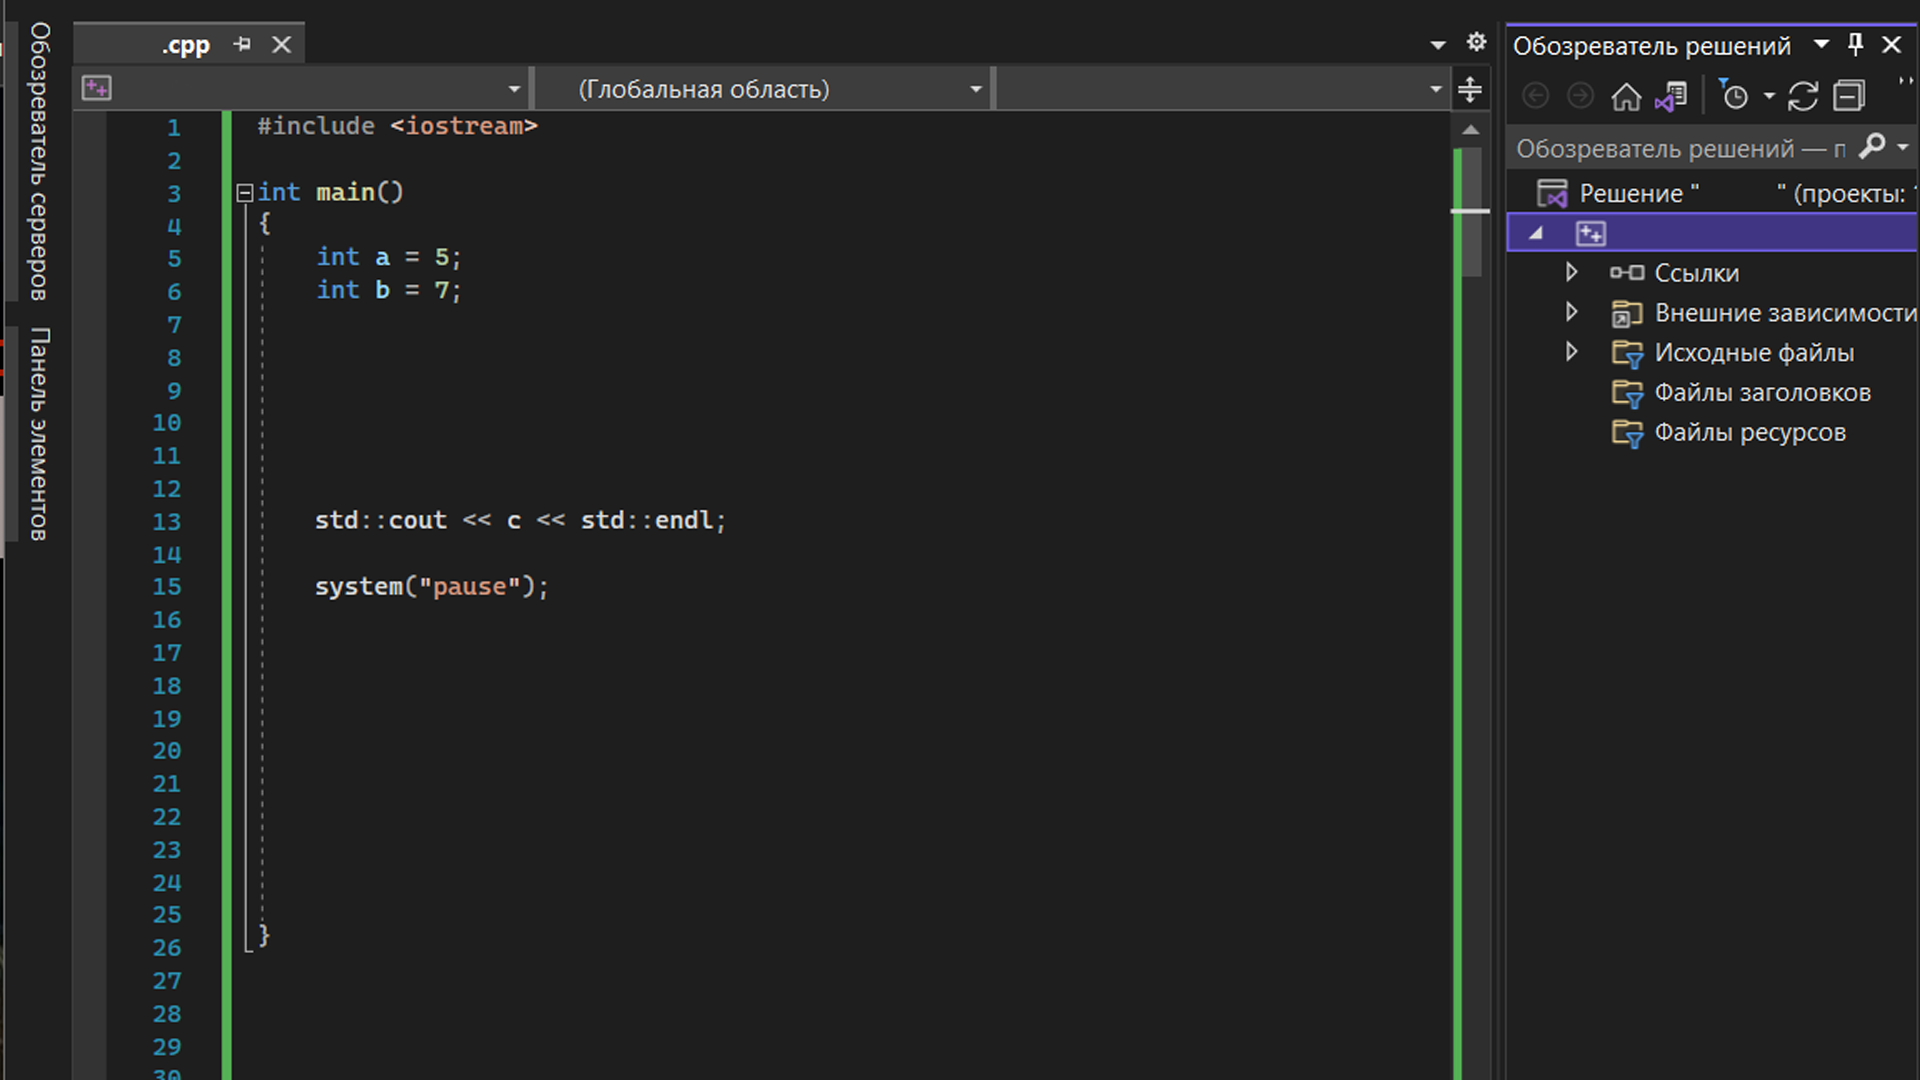 Обозреватель серверов
Панель элементов
.cpp
(Глобальная область)
1 #include <iostream>
2
3 int main()
4 {
5 int a = 5;
6 int b = 7;
7
8
9
10
11
12
13 std::cout << c << std::endl;
14
15 system("pause");
16
17
18
19
20
21
22
23
24
25
26 }
27
28
29
30
Обозреватель решений
Обозреватель решений — п
Решение " " (проекты:
Ссылки
Внешние зависимости
Исходные файлы
Файлы заголовков
Файлы ресурсов